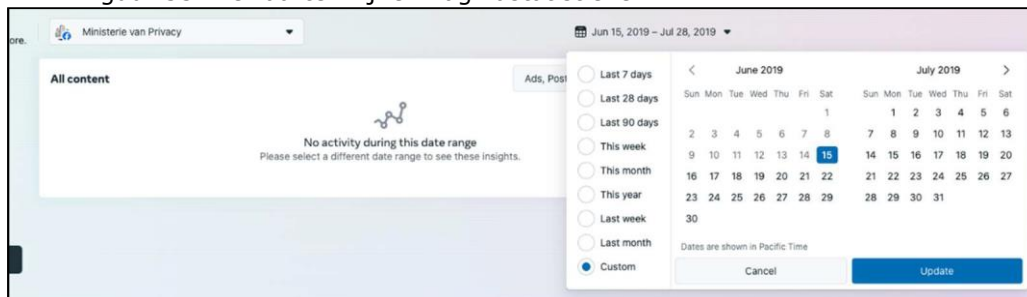 ore.
Ministerie van Privacy
Jun 15, 2019 – Jul 28, 2019
All content
Ads, Post
No activity during this date range
Please select a different date range to see these insights.
Last 7 days
Last 28 days
Last 90 days
This week
This month
This year
Last week
Last month
Custom
June 2019
Sun Mon Tue Wed Thu Fri Sat
1
2 3 4 5 6 7 8
9 10 11 12 13 14 15
16 17 18 19 20 21 22
23 24 25 26 27 28 29
30
July 2019
Sun Mon Tue Wed Thu Fri Sat
1 2 3 4 5 6
7 8 9 10 11 12 13
14 15 16 17 18 19 20
21 22 23 24 25 26 27
28 29 30 31
Dates are shown in Pacific Time
Cancel
Update